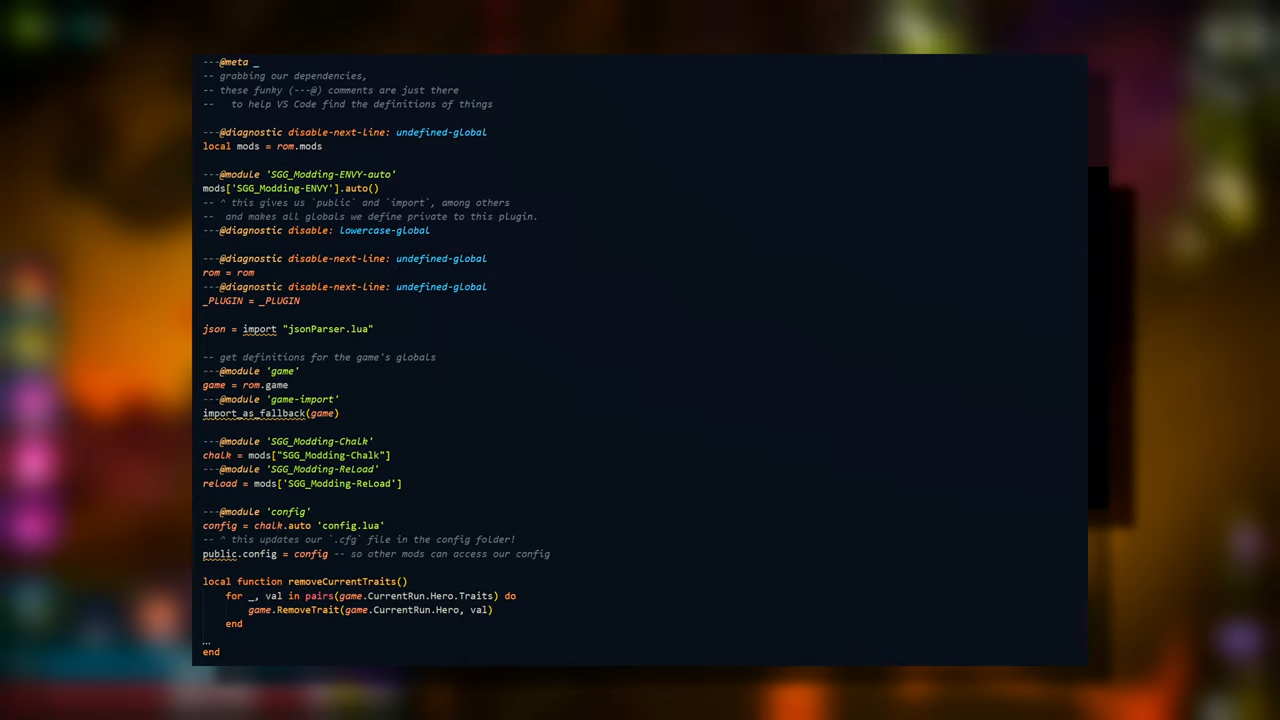 ---@meta _
-- grabbing our dependencies,
-- these funky (---@) comments are just there
--   to help VS Code find the definitions of things
---@diagnostic disable-next-line: undefined-global
local mods = rom.mods
---@module 'SGG_Modding-ENVY-auto'
mods['SGG_Modding-ENVY'].auto()
-- ^ this gives us `public` and `import`, among others
--  and makes all globals we define private to this plugin.
---@diagnostic disable: lowercase-global
---@diagnostic disable-next-line: undefined-global
rom = rom
---@diagnostic disable-next-line: undefined-global
_PLUGIN = _PLUGIN
json = import "jsonParser.lua"
-- get definitions for the game's globals
---@module 'game'
game = rom.game
---@module 'game-import'
import_as_fallback(game)
---@module 'SGG_Modding-Chalk'
chalk = mods["SGG_Modding-Chalk"]
---@module 'SGG_Modding-ReLoad'
reload = mods['SGG_Modding-ReLoad']
---@module 'config'
config = chalk.auto 'config.lua'
-- ^ this updates our `.cfg` file in the config folder!
public.config = config -- so other mods can access our config
local function removeCurrentTraits()
    for _, val in pairs(game.CurrentRun.Hero.Traits) do
        game.RemoveTrait(game.CurrentRun.Hero, val)
    end
...
end